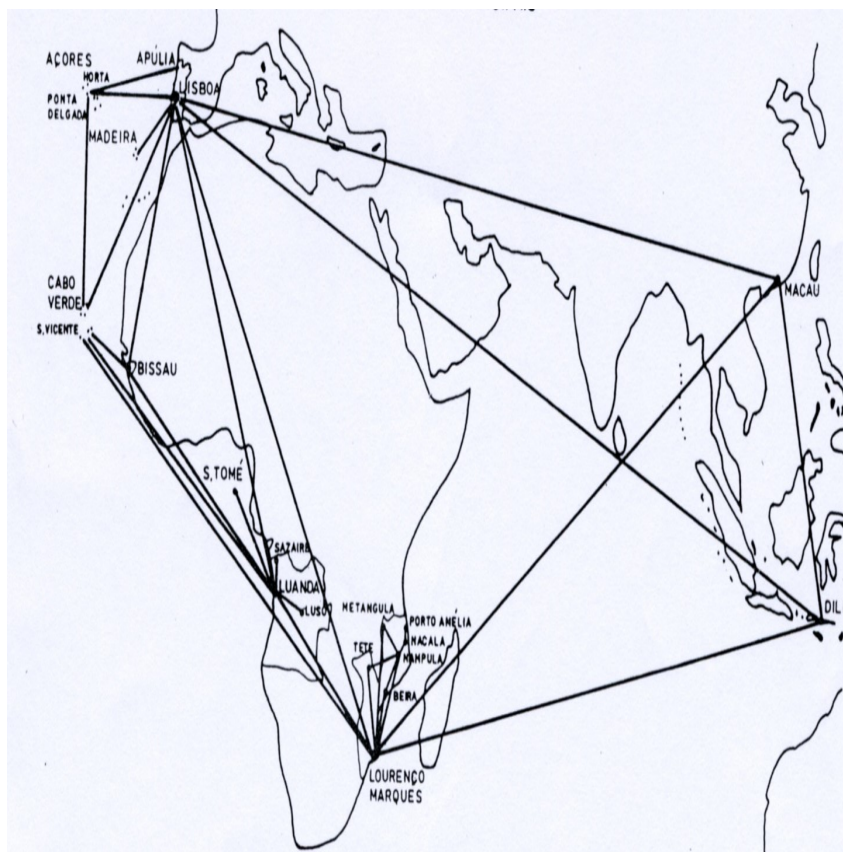 AÇORES
APÚLIA
HORTA
LISBOA
PONTA
DELGADA
MADEIRA
CABO
VERDE
S,VICENTE
MACAU
BISSAU
S,TOMÉ
SAZAIRE
LUANDA
LUSO
METANGULA
PORTO AMÉLIA
NACALA
TETE
NAMPULA
BEIRA
DIL
LOURENÇO
MARQUES